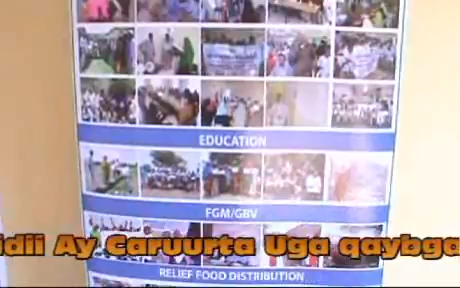 EDUCATION
FGM/GBV
idii Ay Caruurta Uga qaybga
RELIEF FOOD DISTRIBUTION